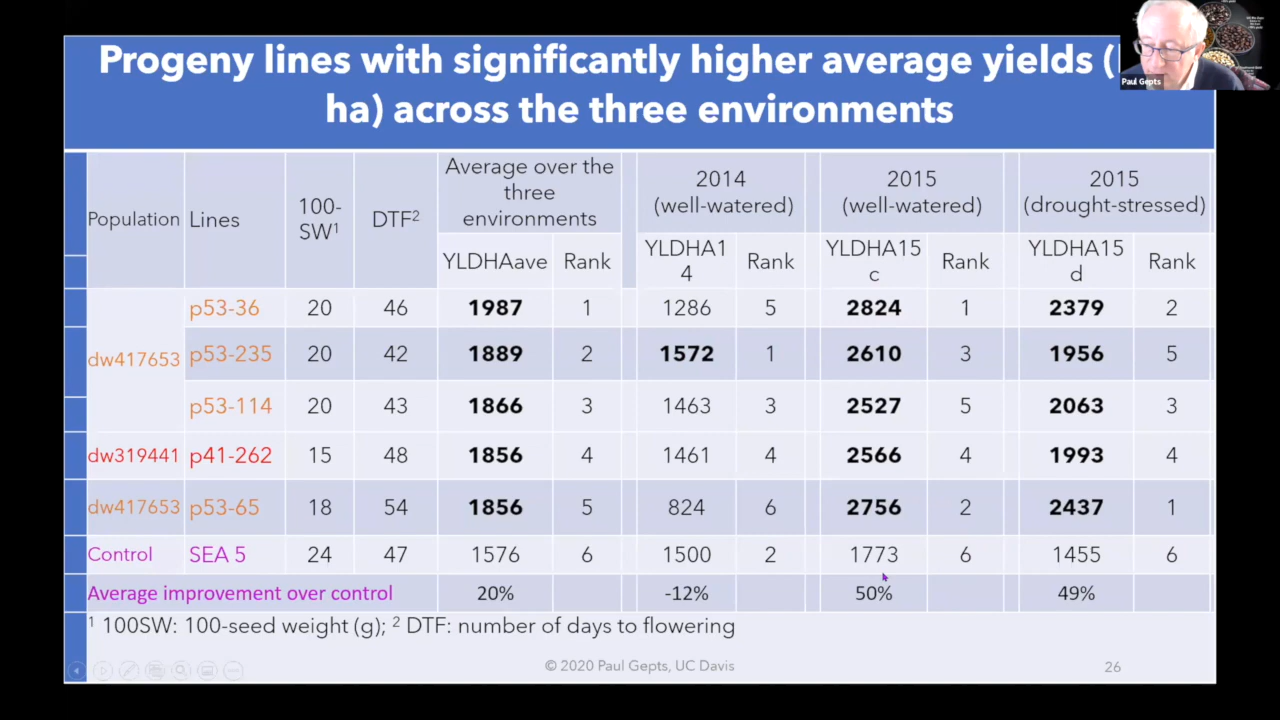 Progeny lines with significantly higher average yields (
ha) across the three environments
Paul Gepts
Population Lines 100-SW¹ DTF² Average over the three environments 2014 (well-watered) 2015 (well-watered) 2015 (drought-stressed)
YLDHAave Rank YLDHA14 Rank YLDHA15c Rank YLDHA15d Rank
dw417653 p53-36 20 46 1987 1 1286 5 2824 1 2379 2
p53-235 20 42 1889 2 1572 1 2610 3 1956 5
p53-114 20 43 1866 3 1463 3 2527 5 2063 3
dw319441 p41-262 15 48 1856 4 1461 4 2566 4 1993 4
dw417653 p53-65 18 54 1856 5 824 6 2756 2 2437 1
Control SEA 5 24 47 1576 6 1500 2 1773 6 1455 6
Average improvement over control 20% -12% 50% 49%
¹ 100SW: 100-seed weight (g); ² DTF: number of days to flowering
© 2020 Paul Gepts, UC Davis
26